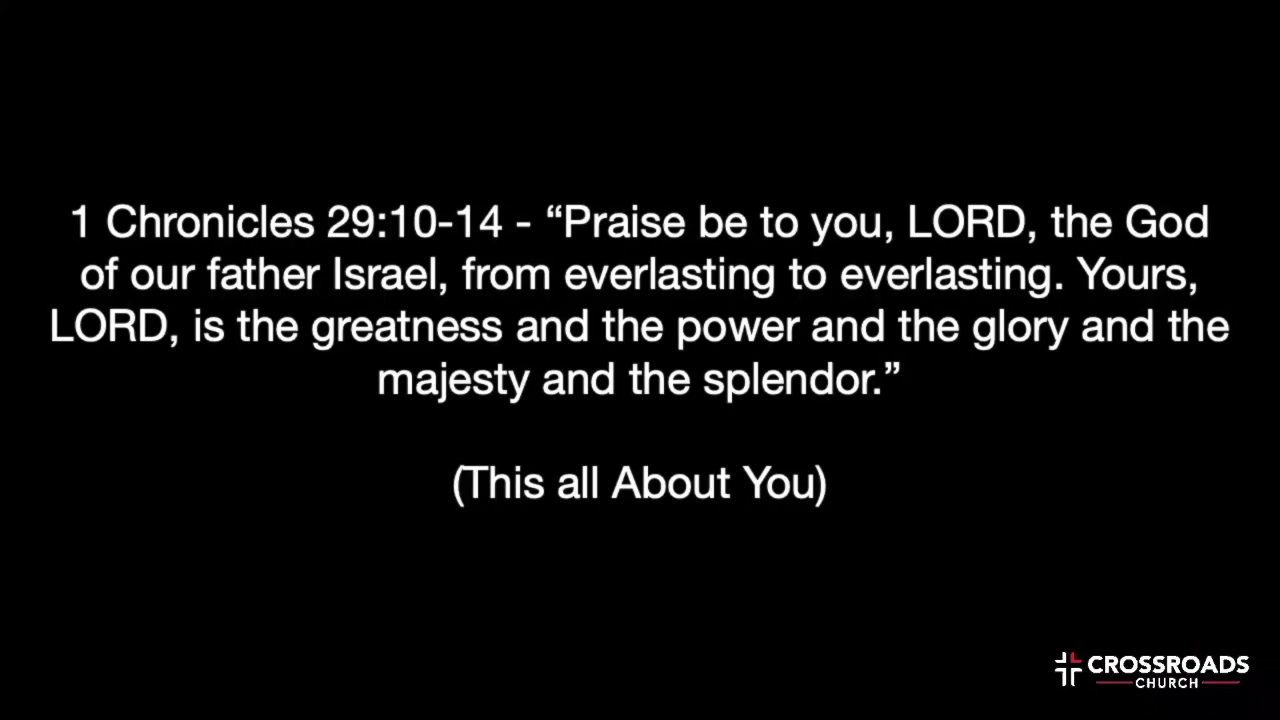 1 Chronicles 29:10-14 - “Praise be to you, LORD, the God
of our father Israel, from everlasting to everlasting. Yours,
LORD, is the greatness and the power and the glory and the
majesty and the splendor.”
(This all About You)
CROSSROADS
CHURCH